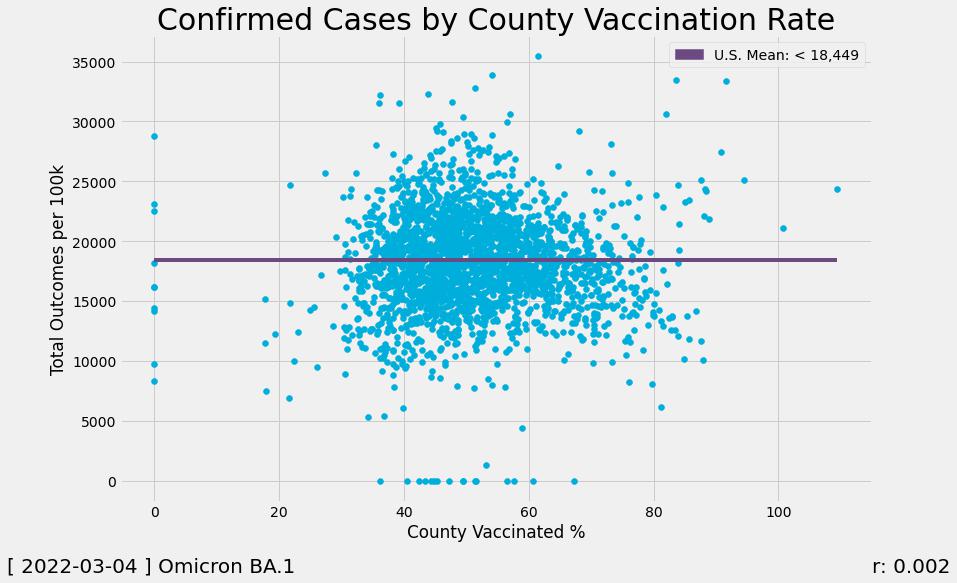 Confirmed Cases by County Vaccination Rate
U.S. Mean: < 18,449
Total Outcomes per 100k
35000
30000
25000
20000
15000
10000
5000
0
0 20 40 60 80 100
County Vaccinated %
[ 2022-03-04 ] Omicron BA.1
r: 0.002